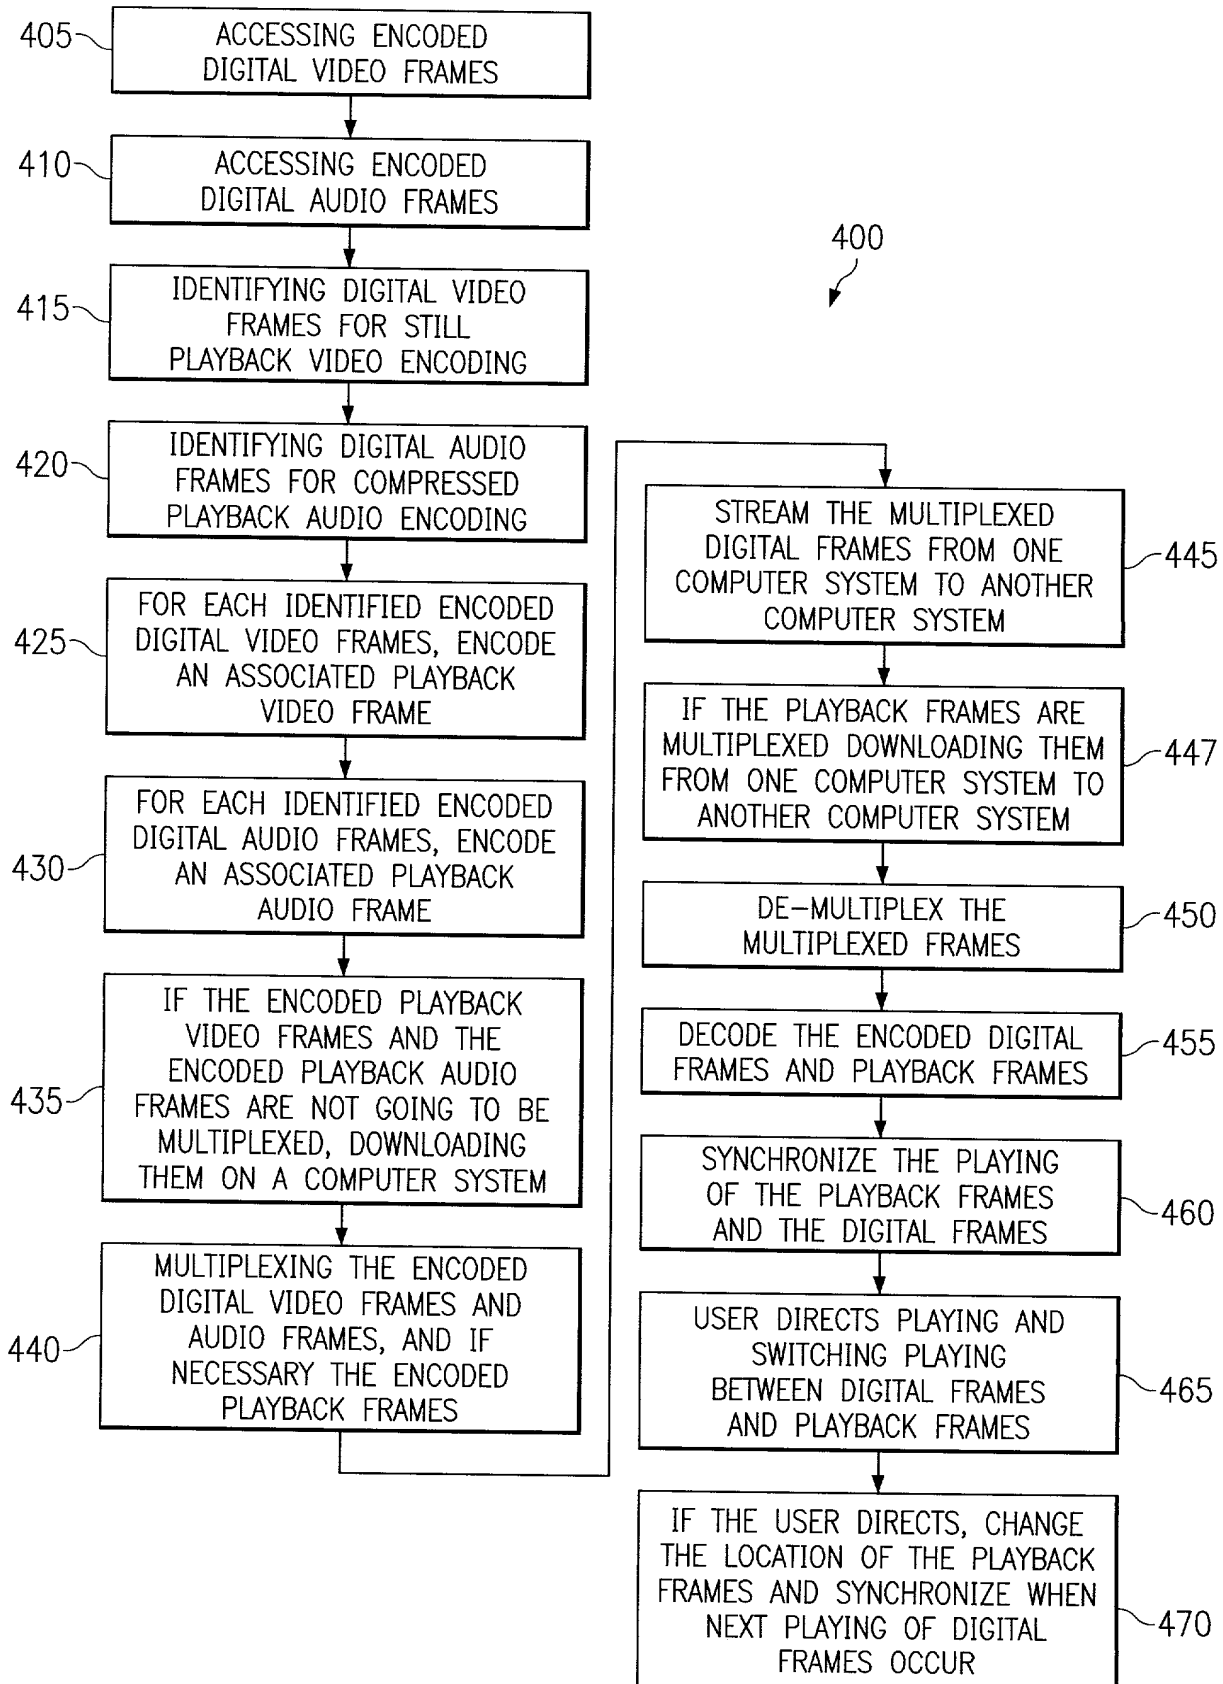 405
ACCESSING ENCODED
DIGITAL VIDEO FRAMES
410
ACCESSING ENCODED
DIGITAL AUDIO FRAMES
415
IDENTIFYING DIGITAL VIDEO
FRAMES FOR STILL
PLAYBACK VIDEO ENCODING
420
IDENTIFYING DIGITAL AUDIO
FRAMES FOR COMPRESSED
PLAYBACK AUDIO ENCODING
425
FOR EACH IDENTIFIED ENCODED
DIGITAL VIDEO FRAMES, ENCODE
AN ASSOCIATED PLAYBACK
VIDEO FRAME
430
FOR EACH IDENTIFIED ENCODED
DIGITAL AUDIO FRAMES, ENCODE
AN ASSOCIATED PLAYBACK
AUDIO FRAME
435
IF THE ENCODED PLAYBACK
VIDEO FRAMES AND THE
ENCODED PLAYBACK AUDIO
FRAMES ARE NOT GOING TO BE
MULTIPLEXED, DOWNLOADING
THEM ON A COMPUTER SYSTEM
440
MULTIPLEXING THE ENCODED
DIGITAL VIDEO FRAMES AND
AUDIO FRAMES, AND IF
NECESSARY THE ENCODED
PLAYBACK FRAMES
400
STREAM THE MULTIPLEXED
DIGITAL FRAMES FROM ONE
COMPUTER SYSTEM TO ANOTHER
COMPUTER SYSTEM
445
IF THE PLAYBACK FRAMES ARE
MULTIPLEXED DOWNLOADING THEM
FROM ONE COMPUTER SYSTEM TO
ANOTHER COMPUTER SYSTEM
447
DE-MULTIPLEX THE
MULTIPLEXED FRAMES
450
DECODE THE ENCODED DIGITAL
FRAMES AND PLAYBACK FRAMES
455
SYNCHRONIZE THE PLAYING
OF THE PLAYBACK FRAMES
AND THE DIGITAL FRAMES
460
USER DIRECTS PLAYING AND
SWITCHING PLAYING
BETWEEN DIGITAL FRAMES
AND PLAYBACK FRAMES
465
IF THE USER DIRECTS, CHANGE
THE LOCATION OF THE PLAYBACK
FRAMES AND SYNCHRONIZE WHEN
NEXT PLAYING OF DIGITAL
FRAMES OCCUR
470